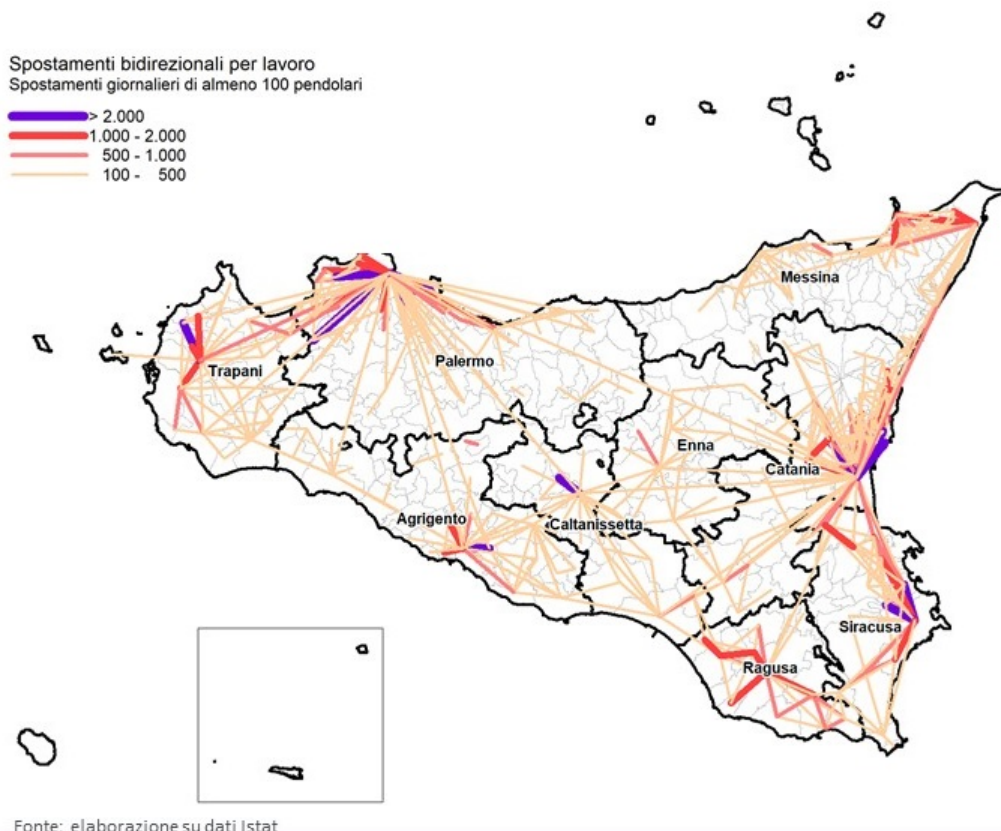 Spostamenti bidirezionali per lavoro
Spostamenti giornalieri di almeno 100 pendolari
> 2.000
1.000 - 2.000
500 - 1.000
100 - 500
Messina
Palermo
Trapani
Enna
Catania
Agrigento
Caltanissetta
Siracusa
Ragusa
Fonte: elaborazione su dati Istat